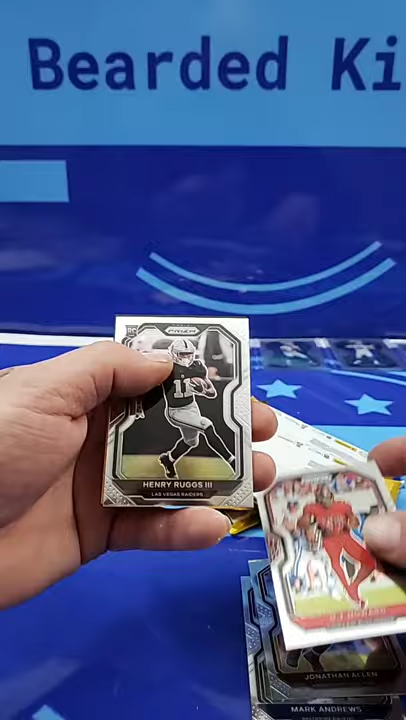 Bearded Ki
RC
PRIZM
11
HENRY RUGGS III
LAS VEGAS RAIDERS
JONATHAN ALLEN
MARK ANDREWS